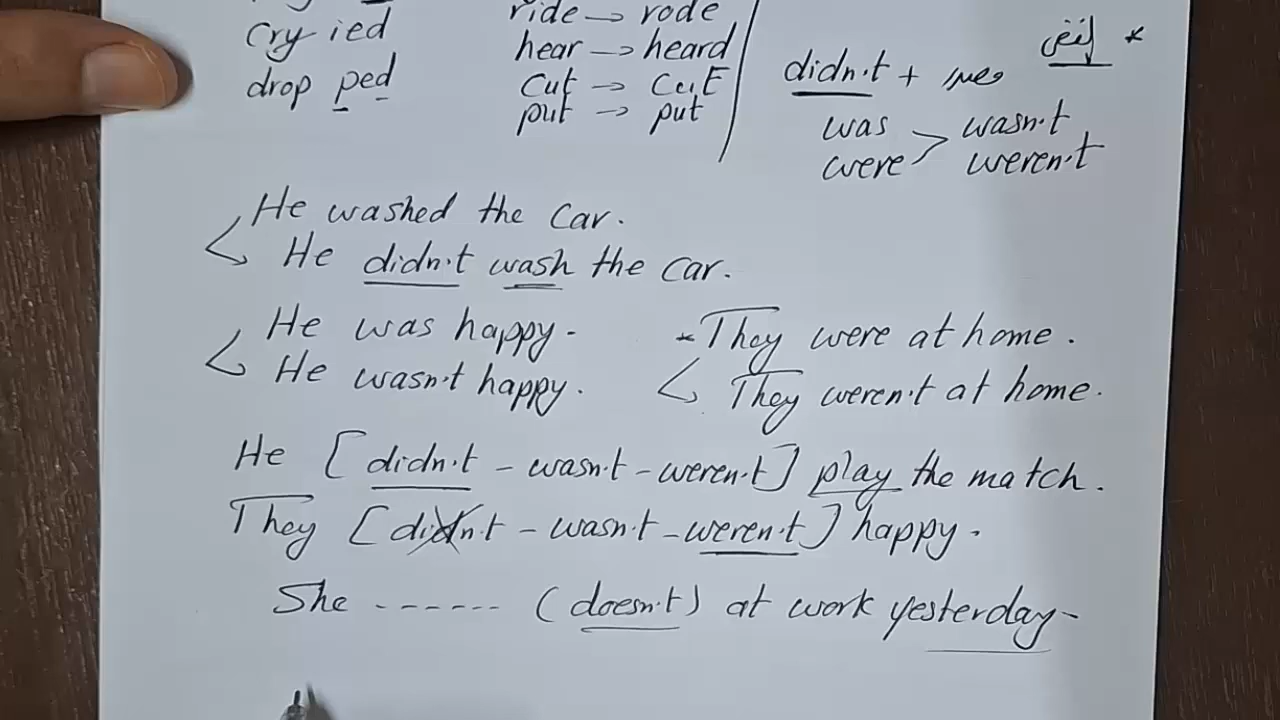 cry ied
drop ped
ride → rode
hear → heard
cut → cut
put → put
* النفى
didn't + مصدر
was > wasn't
were > weren't
He washed the car.
He didn't wash the car.
He was happy.
He wasn't happy.
* They were at home.
They weren't at home.
He [didn't - wasn't - weren't] play the match.
They [didn't - wasn't - weren't] happy.
She ------ (doesn't) at work yesterday-